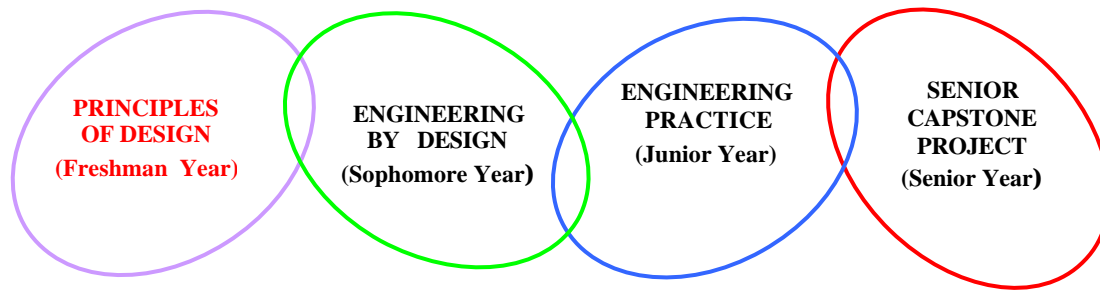 PRINCIPLES
OF DESIGN
(Freshman Year)
ENGINEERING
BY DESIGN
(Sophomore Year)
ENGINEERING
PRACTICE
(Junior Year)
SENIOR
CAPSTONE
PROJECT
(Senior Year)